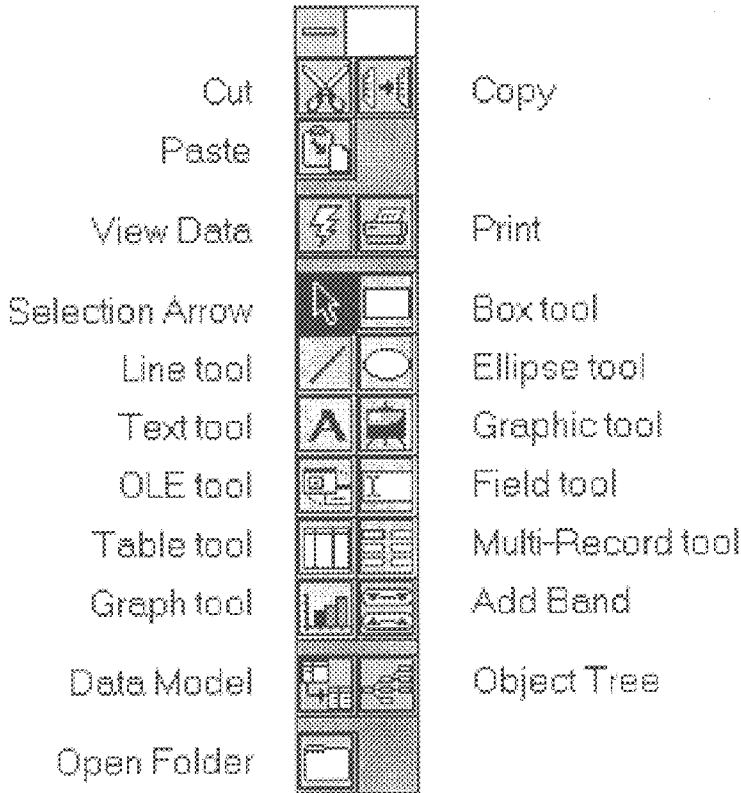 Cut Copy
Paste
View Data Print
Selection Arrow Box tool
Line tool Ellipse tool
Text tool A Graphic tool
OLE tool Field tool
Table tool Multi-Record tool
Graph tool Add Band
Data Model Object Tree
Open Folder